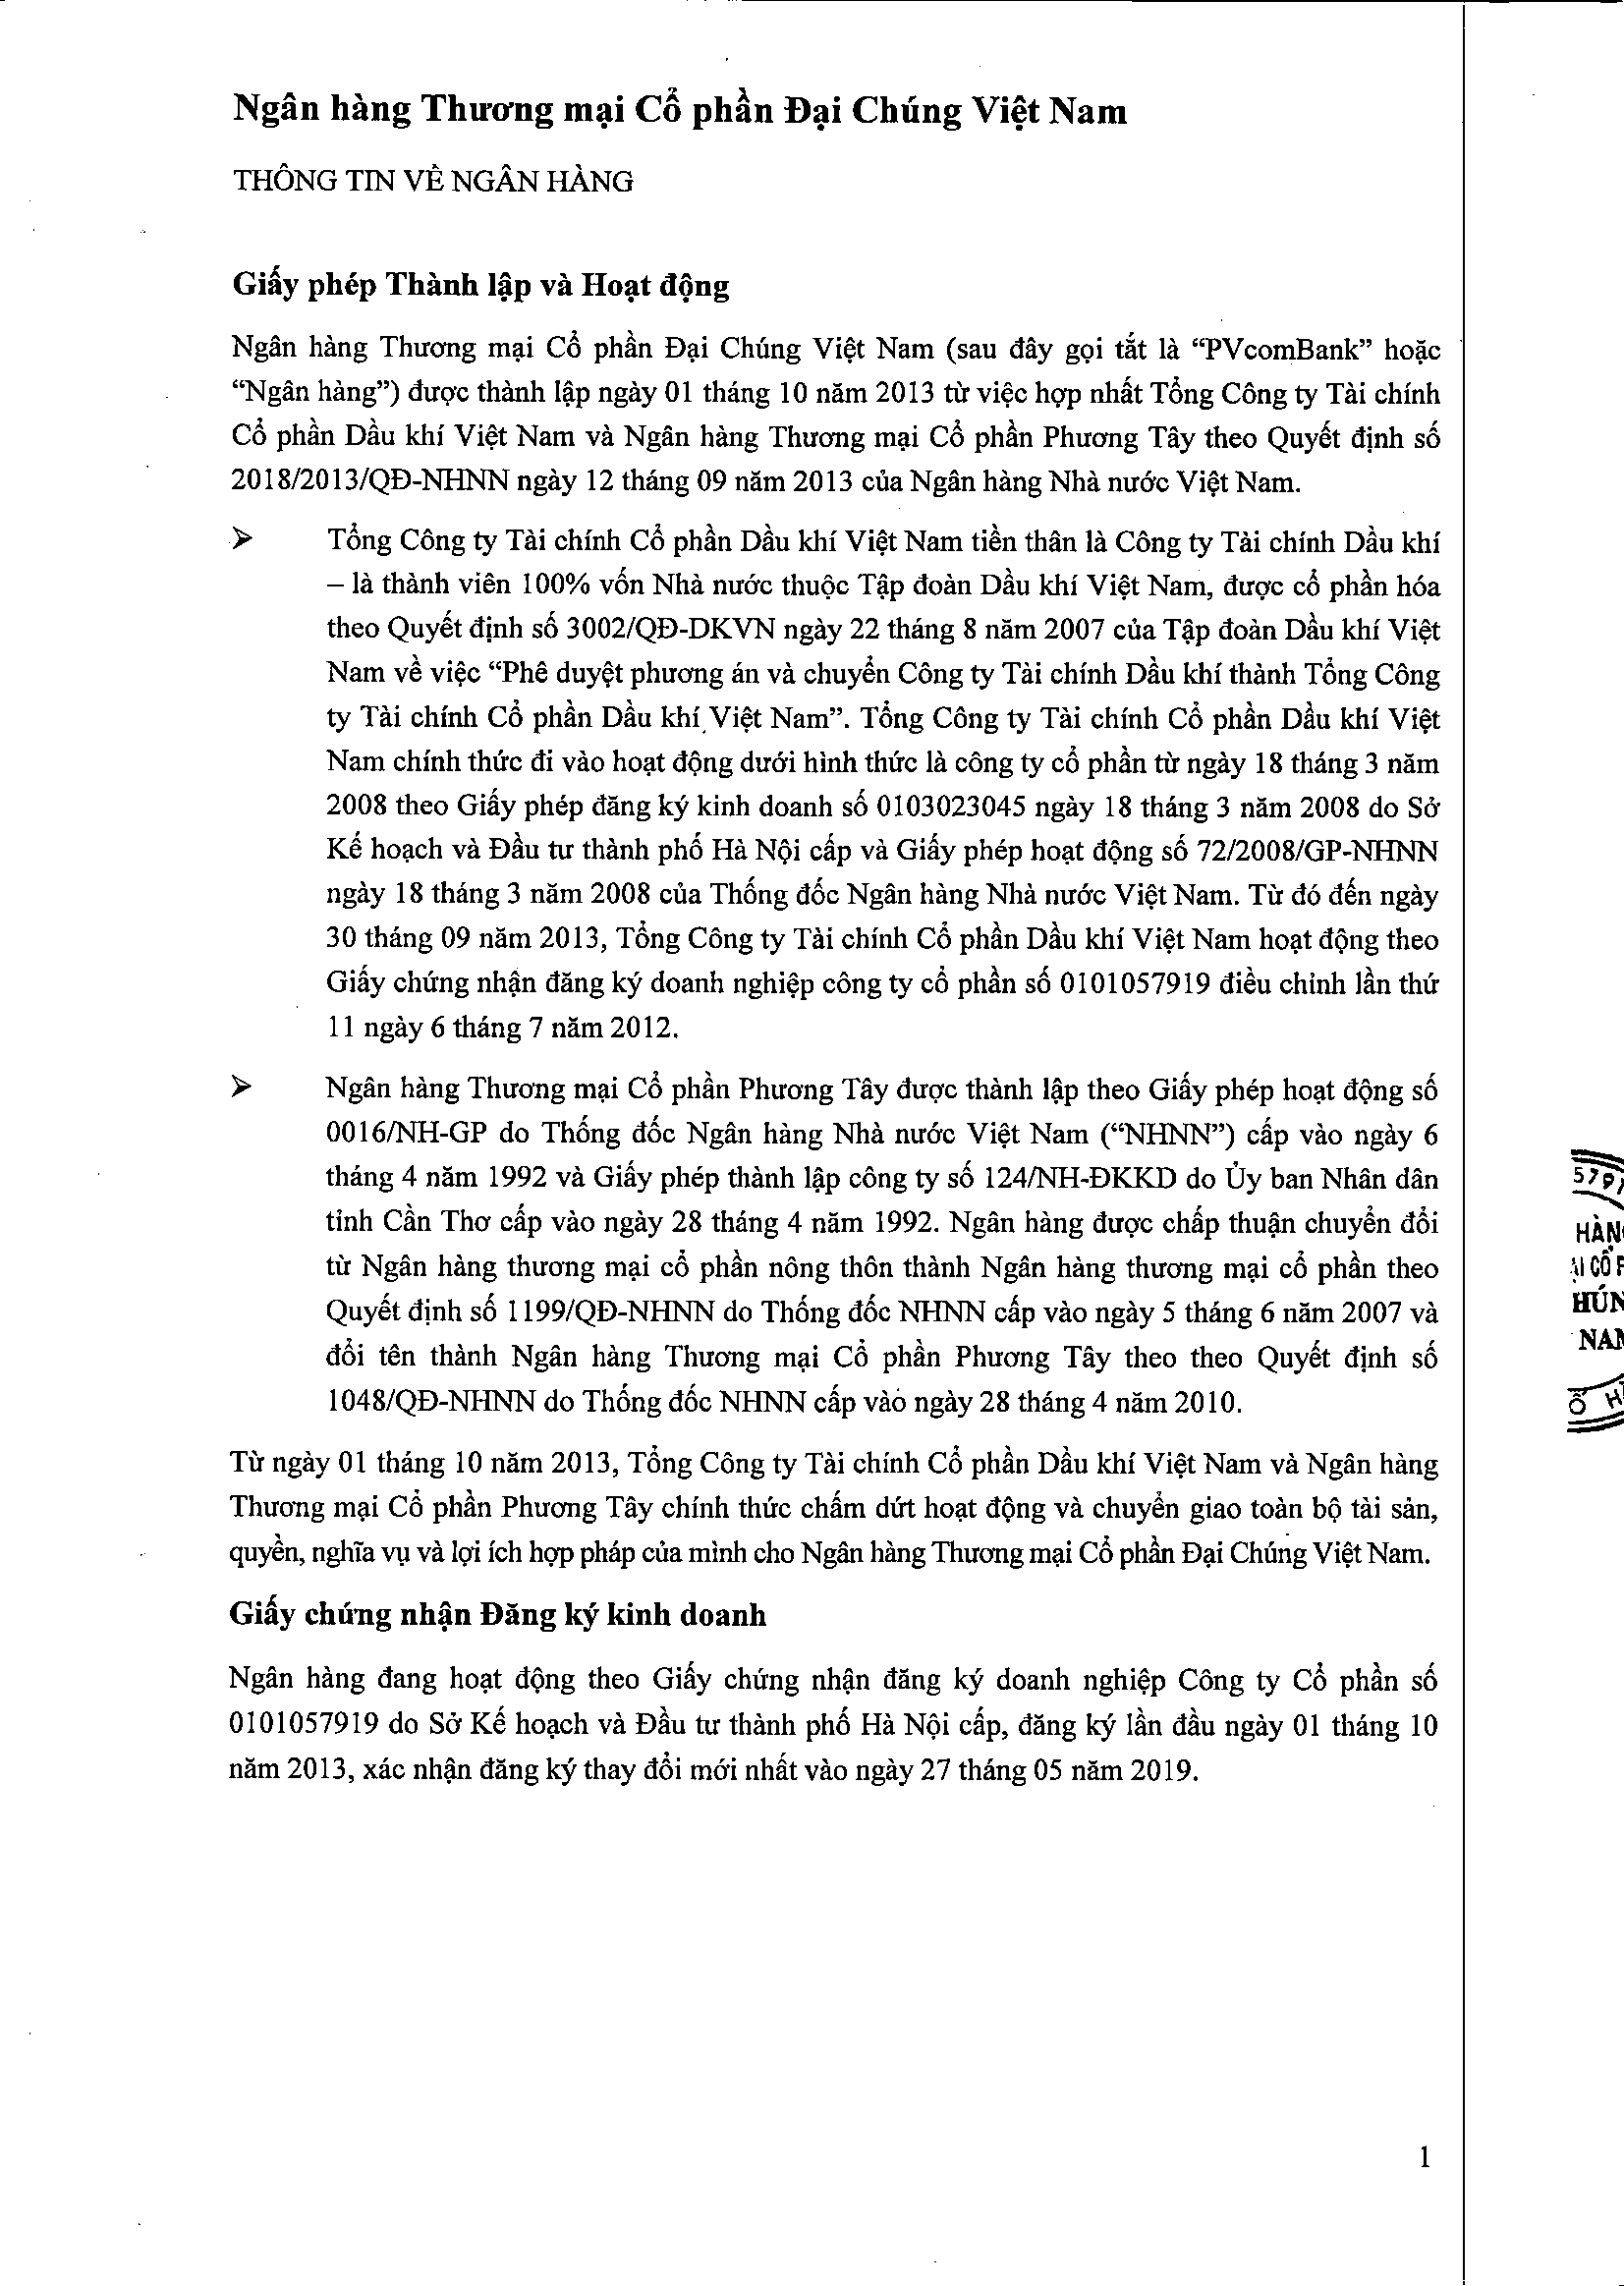 Ngân hàng Thương mại Cổ phần Đại Chúng Việt Nam
THÔNG TIN VỀ NGÂN HÀNG
Giấy phép Thành lập và Hoạt động
Ngân hàng Thương mại Cổ phần Đại Chúng Việt Nam (sau đây gọi tắt là “PVcomBank” hoặc
“Ngân hàng”) được thành lập ngày 01 tháng 10 năm 2013 từ việc hợp nhất Tổng Công ty Tài chính
Cổ phần Dầu khí Việt Nam và Ngân hàng Thương mại Cổ phần Phương Tây theo Quyết định số
2018/2013/QĐ-NHNN ngày 12 tháng 09 năm 2013 của Ngân hàng Nhà nước Việt Nam.
➢ Tổng Công ty Tài chính Cổ phần Dầu khí Việt Nam tiền thân là Công ty Tài chính Dầu khí
– là thành viên 100% vốn Nhà nước thuộc Tập đoàn Dầu khí Việt Nam, được cổ phần hóa
theo Quyết định số 3002/QĐ-DKVN ngày 22 tháng 8 năm 2007 của Tập đoàn Dầu khí Việt
Nam về việc “Phê duyệt phương án và chuyển Công ty Tài chính Dầu khí thành Tổng Công
ty Tài chính Cổ phần Dầu khí Việt Nam”. Tổng Công ty Tài chính Cổ phần Dầu khí Việt
Nam chính thức đi vào hoạt động dưới hình thức là công ty cổ phần từ ngày 18 tháng 3 năm
2008 theo Giấy phép đăng ký kinh doanh số 0103023045 ngày 18 tháng 3 năm 2008 do Sở
Kế hoạch và Đầu tư thành phố Hà Nội cấp và Giấy phép hoạt động số 72/2008/GP-NHNN
ngày 18 tháng 3 năm 2008 của Thống đốc Ngân hàng Nhà nước Việt Nam. Từ đó đến ngày
30 tháng 09 năm 2013, Tổng Công ty Tài chính Cổ phần Dầu khí Việt Nam hoạt động theo
Giấy chứng nhận đăng ký doanh nghiệp công ty cổ phần số 0101057919 điều chỉnh lần thứ
11 ngày 6 tháng 7 năm 2012.
➢ Ngân hàng Thương mại Cổ phần Phương Tây được thành lập theo Giấy phép hoạt động số
0016/NH-GP do Thống đốc Ngân hàng Nhà nước Việt Nam (“NHNN”) cấp vào ngày 6
tháng 4 năm 1992 và Giấy phép thành lập công ty số 124/NH-ĐKKD do Ủy ban Nhân dân
tỉnh Cần Thơ cấp vào ngày 28 tháng 4 năm 1992. Ngân hàng được chấp thuận chuyển đổi
từ Ngân hàng thương mại cổ phần nông thôn thành Ngân hàng thương mại cổ phần theo
Quyết định số 1199/QĐ-NHNN do Thống đốc NHNN cấp vào ngày 5 tháng 6 năm 2007 và
đổi tên thành Ngân hàng Thương mại Cổ phần Phương Tây theo theo Quyết định số
1048/QĐ-NHNN do Thống đốc NHNN cấp vào ngày 28 tháng 4 năm 2010.
Từ ngày 01 tháng 10 năm 2013, Tổng Công ty Tài chính Cổ phần Dầu khí Việt Nam và Ngân hàng
Thương mại Cổ phần Phương Tây chính thức chấm dứt hoạt động và chuyển giao toàn bộ tài sản,
quyền, nghĩa vụ và lợi ích hợp pháp của mình cho Ngân hàng Thương mại Cổ phần Đại Chúng Việt Nam.
Giấy chứng nhận Đăng ký kinh doanh
Ngân hàng đang hoạt động theo Giấy chứng nhận đăng ký doanh nghiệp Công ty Cổ phần số
0101057919 do Sở Kế hoạch và Đầu tư thành phố Hà Nội cấp, đăng ký lần đầu ngày 01 tháng 10
năm 2013, xác nhận đăng ký thay đổi mới nhất vào ngày 27 tháng 05 năm 2019.
1